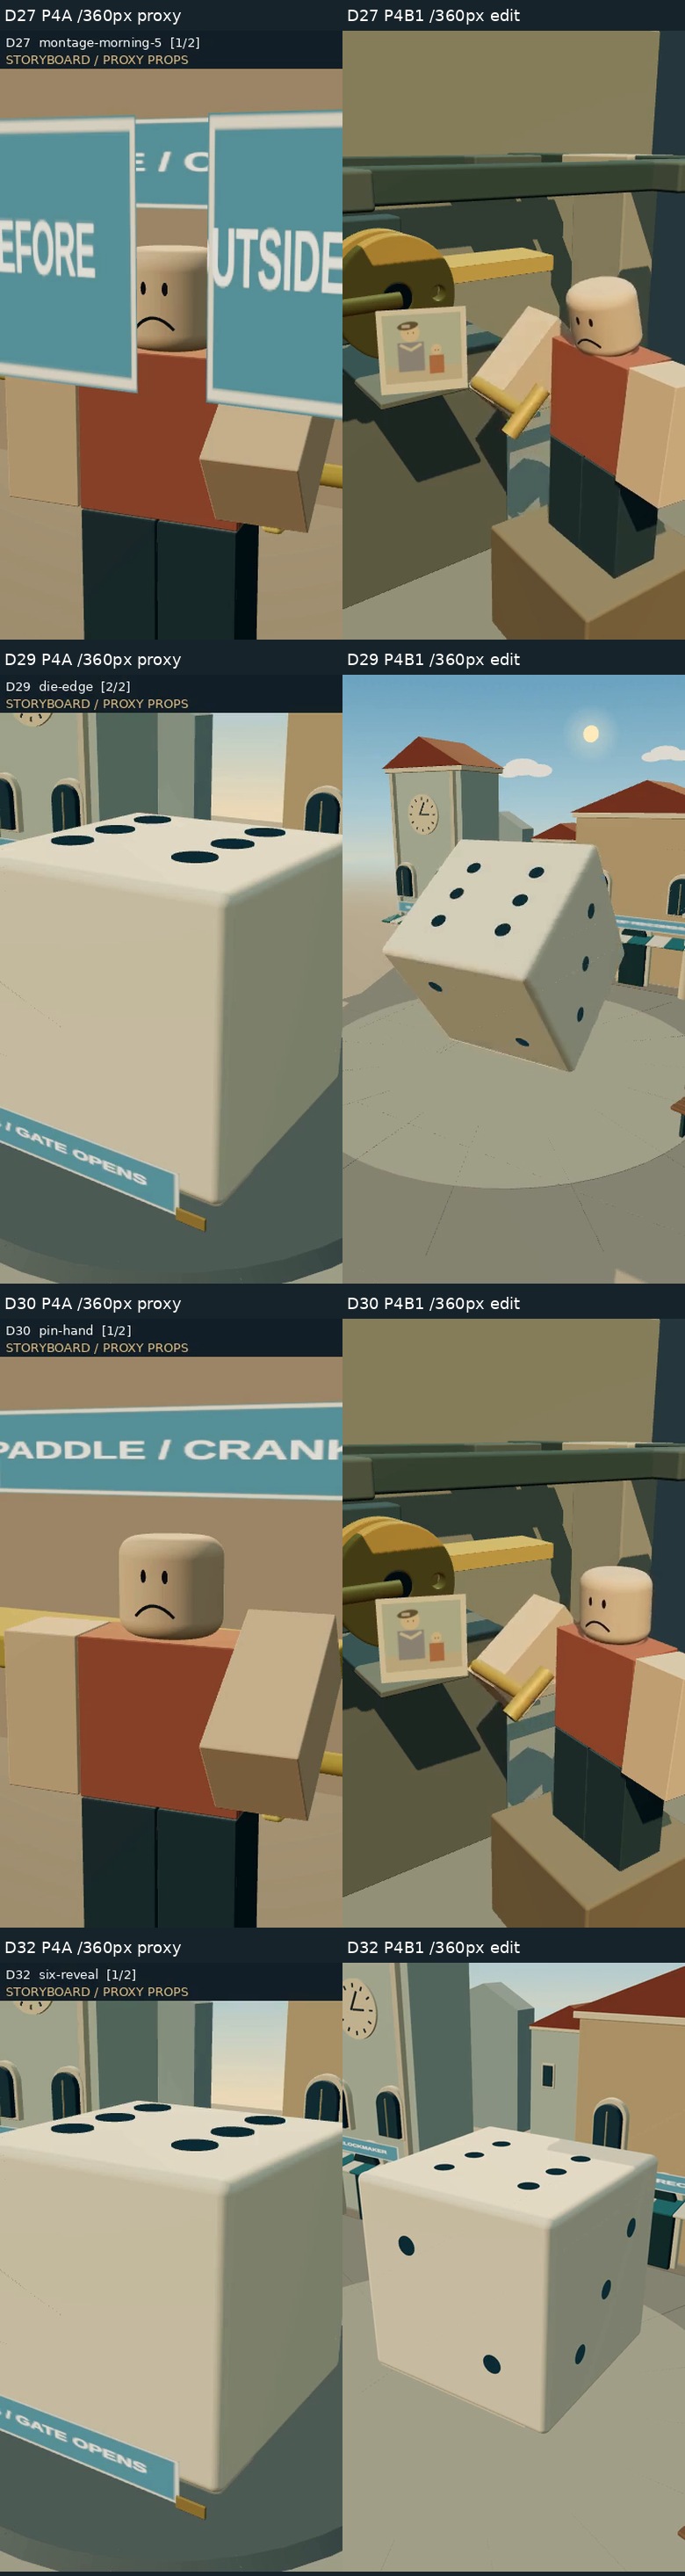 D27 P4A /360px proxy
D27 P4B1 /360px edit
D27 montage-morning-5 [1/2]
STORYBOARD / PROXY PROPS
E / C
EFORE
UTSIDE
D29 P4A /360px proxy
D29 P4B1 /360px edit
D29 die-edge [2/2]
STORYBOARD / PROXY PROPS
/ GATE OPENS
D30 P4A /360px proxy
D30 P4B1 /360px edit
D30 pin-hand [1/2]
STORYBOARD / PROXY PROPS
PADDLE / CRANK
D32 P4A /360px proxy
D32 P4B1 /360px edit
D32 six-reveal [1/2]
STORYBOARD / PROXY PROPS
LOCKMAKER
REC
/ GATE OPENS